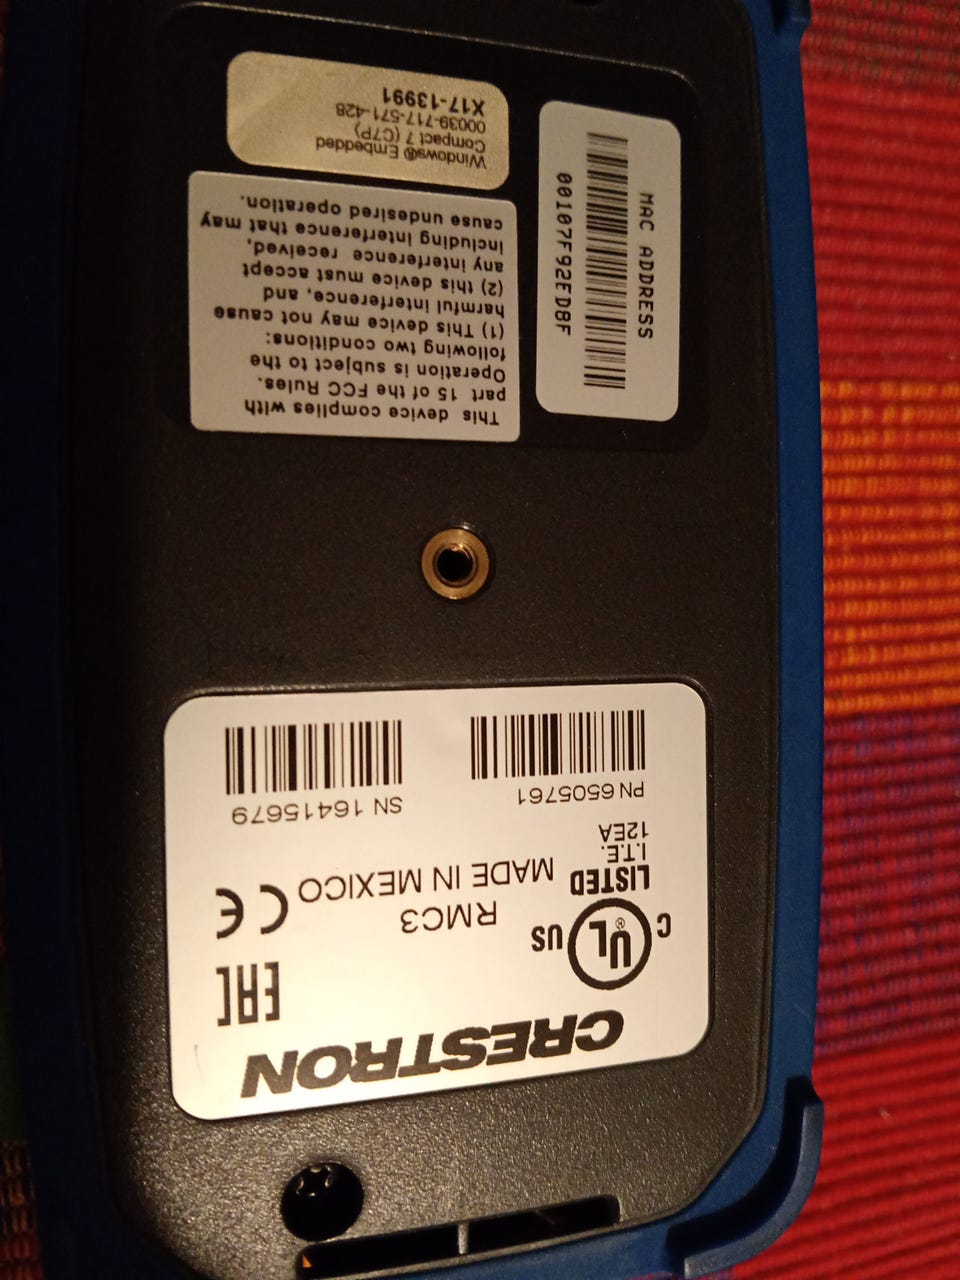 CRESTRON
EAC
C UL® US
LISTED
I.T.E.
12EA
RMC3
MADE IN MEXICO
CE
PN 6505761
SN 16415679
This device complies with
part 15 of the FCC Rules.
Operation is subject to the
following two conditions:
(1) This device may not cause
harmful interference, and
(2) this device must accept
any interference received,
including interference that may
cause undesired operation.
Windows® Embedded
Compact 7 (C7P)
00039-717-571-428
X17-13991
MAC ADDRESS
00107F92FD8F